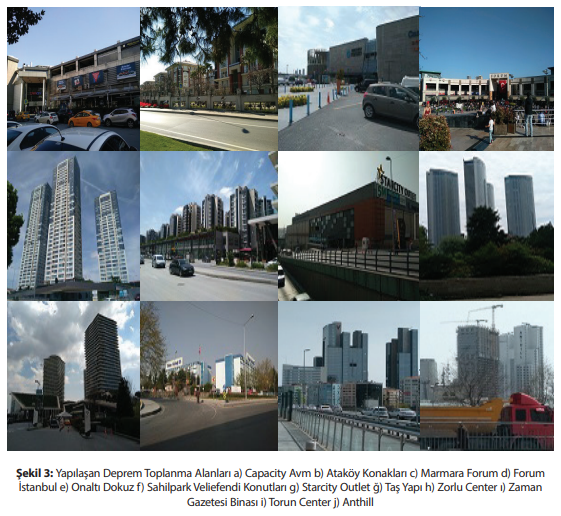 STARCITY
Şekil 3: Yapılaşan Deprem Toplanma Alanları a) Capacity Avm b) Ataköy Konakları c) Marmara Forum d) Forum
İstanbul e) Onaltı Dokuz f) Sahilpark Veliefendi Konutları g) Starcity Outlet ğ) Taş Yapı h) Zorlu Center ı) Zaman
Gazetesi Binası i) Torun Center j) Anthill